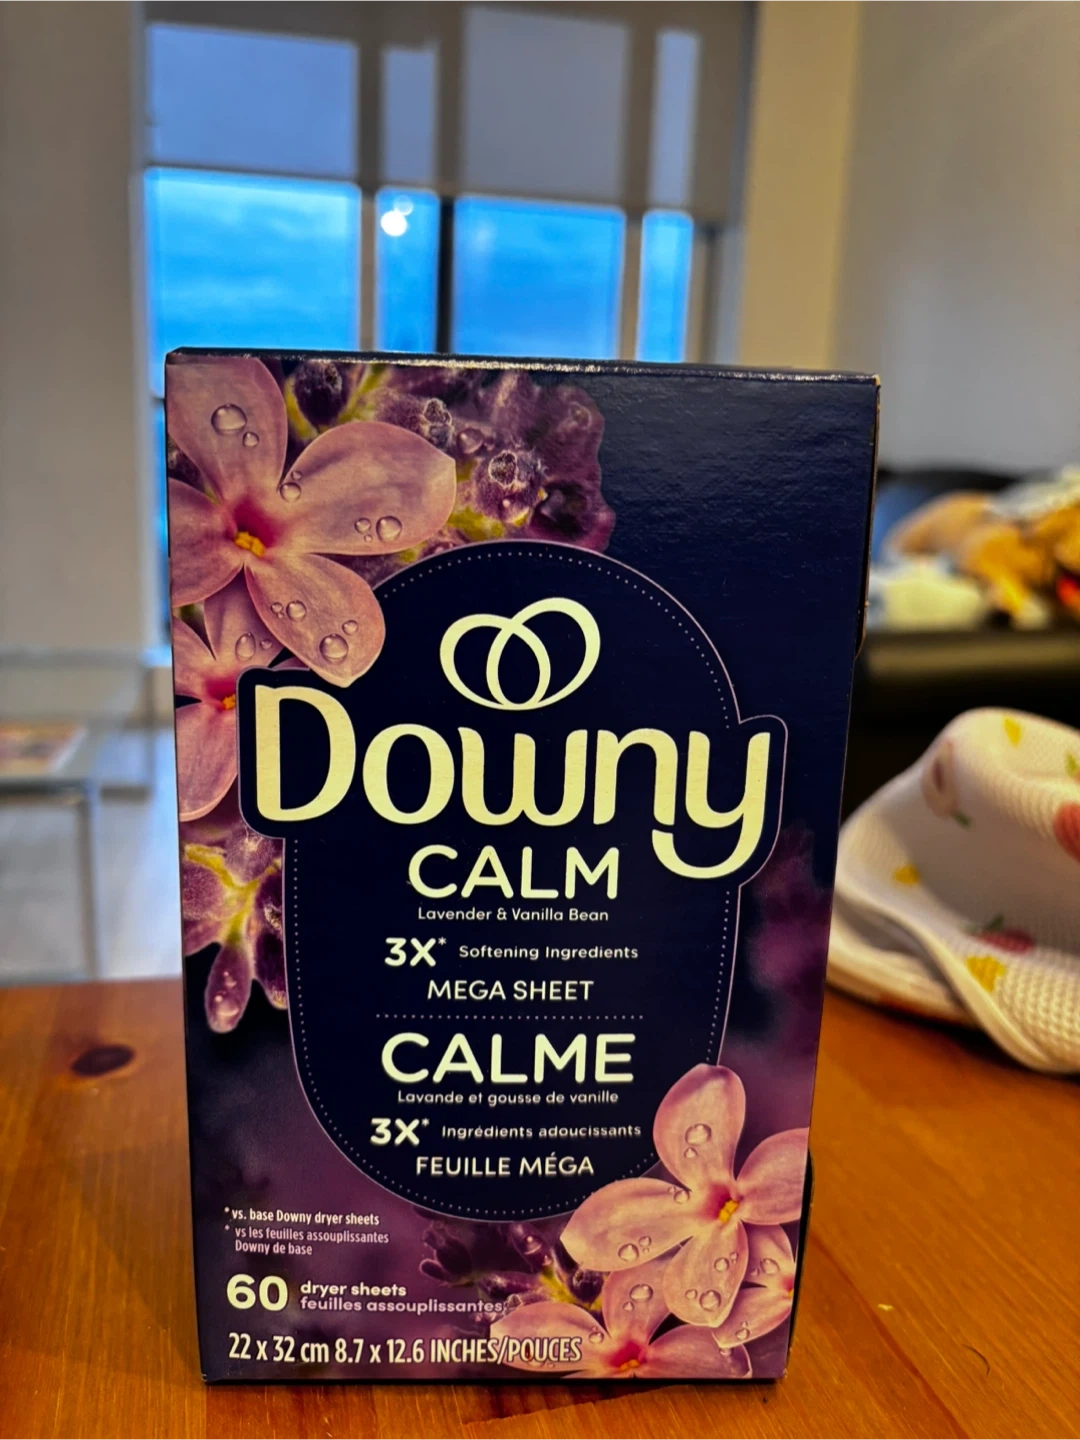 Downy
CALM
Lavender & Vanilla Bean
3X* Softening Ingredients
MEGA SHEET
CALME
Lavande et gousse de vanille
3X* Ingrédients adoucissants
FEUILLE MÉGA
* vs. base Downy dryer sheets
* vs les feuilles assouplissantes
Downy de base
60 dryer sheets
feuilles assouplissantes
22 x 32 cm 8.7 x 12.6 INCHES/POUCES